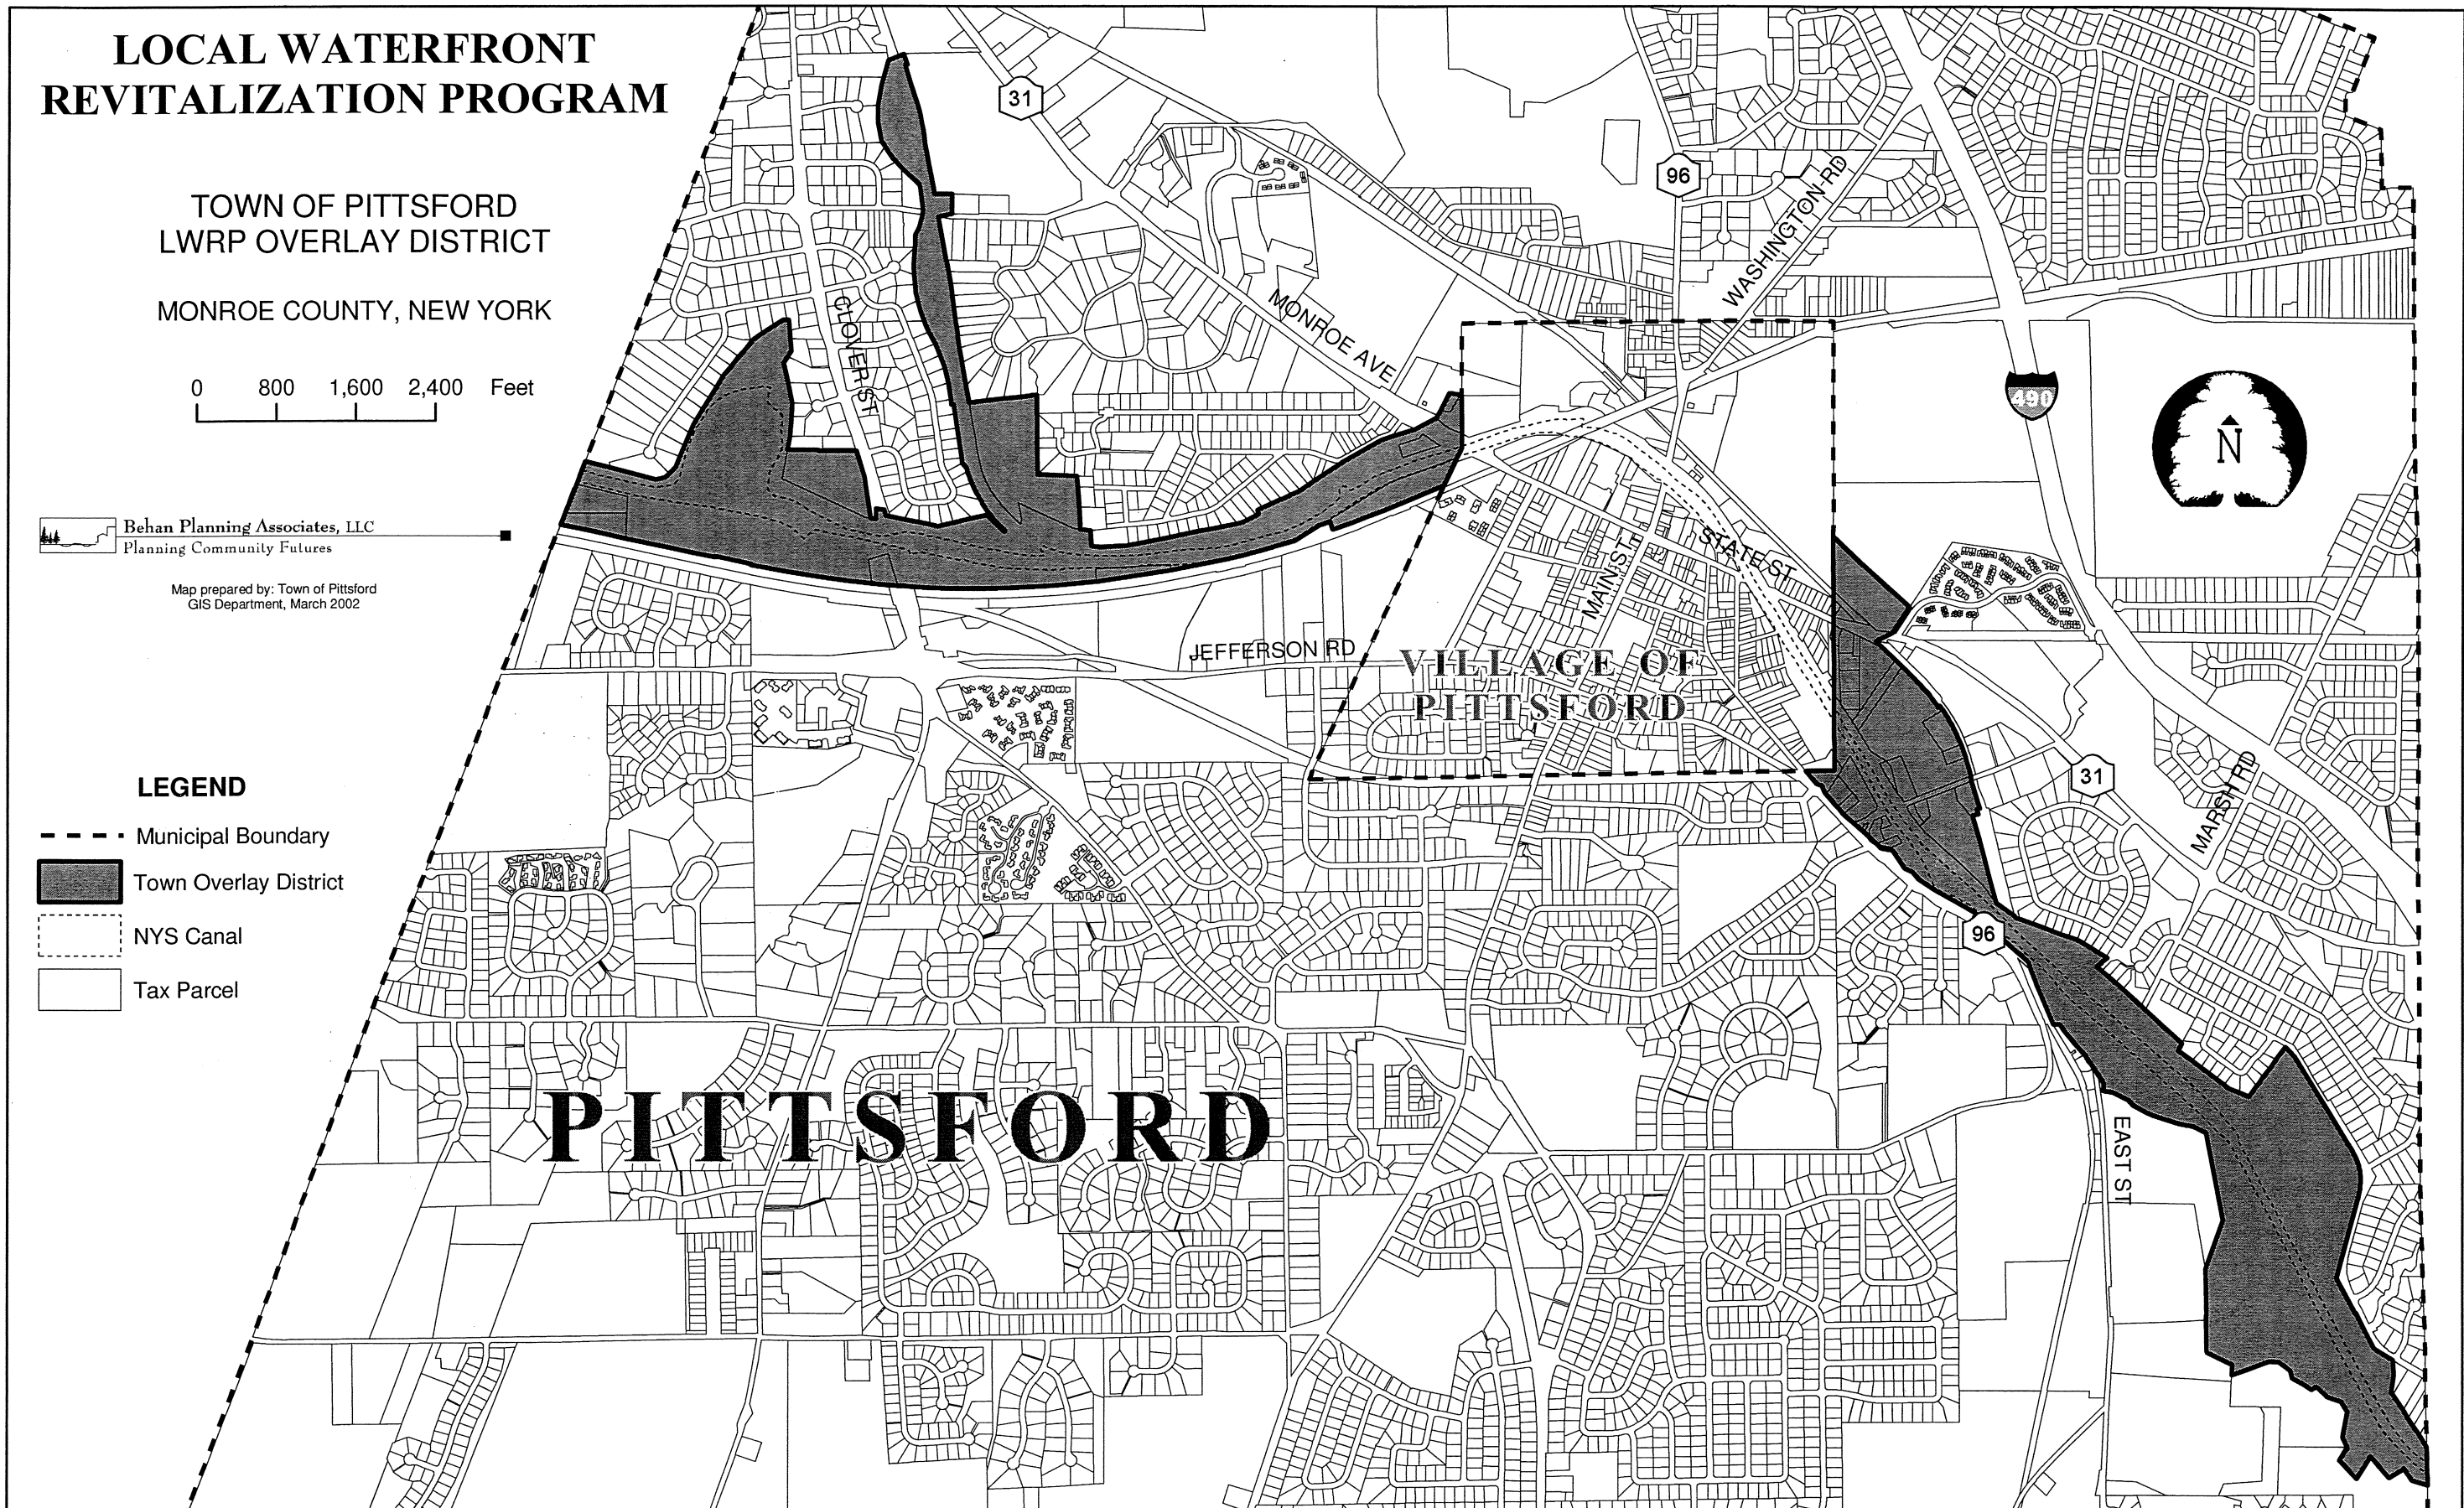 LOCAL WATERFRONT
REVITALIZATION PROGRAM
TOWN OF PITTSFORD
LWRP OVERLAY DISTRICT
MONROE COUNTY, NEW YORK
0 800 1,600 2,400 Feet
Behan Planning Associates, LLC
Planning Community Futures
Map prepared by: Town of Pittsford
GIS Department, March 2002
LEGEND
Municipal Boundary
Town Overlay District
NYS Canal
Tax Parcel
31
96
WASHINGTON RD
CLOVER ST
MONROE AVE
490
N
STATE ST
MAIN ST
JEFFERSON RD
VILLAGE OF
PITTSFORD
31
MARSH RD
96
PITTSFORD
EAST ST